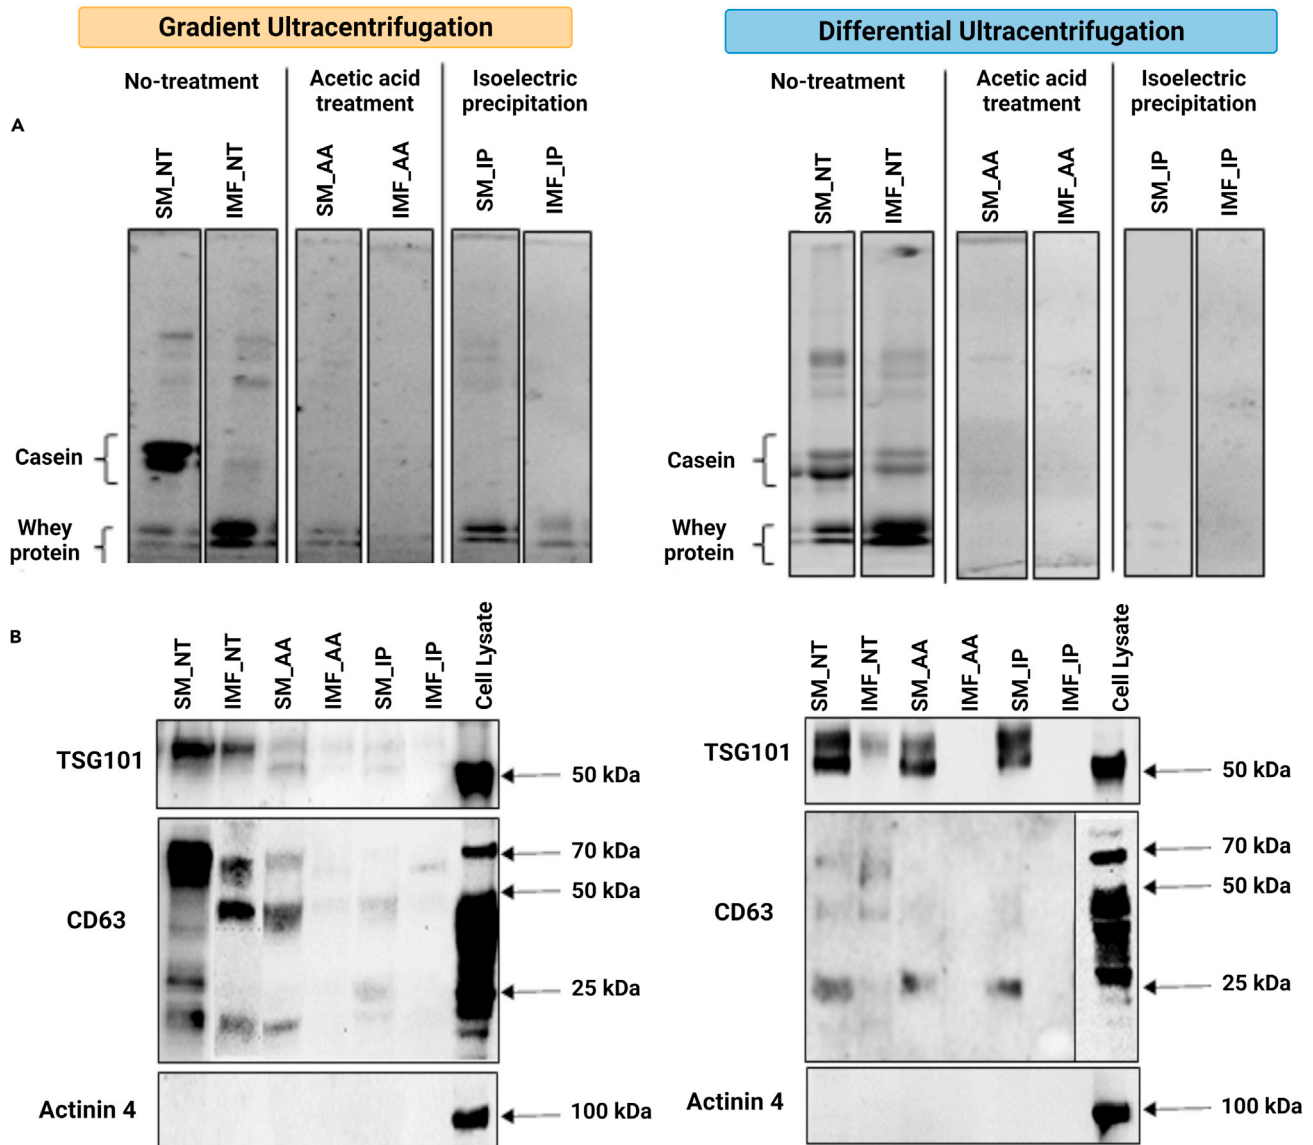 Gradient Ultracentrifugation
Differential Ultracentrifugation
No-treatment
Acetic acid
treatment
Isoelectric
precipitation
No-treatment
Acetic acid
treatment
Isoelectric
precipitation
A
SM_NT
IMF_NT
SM_AA
IMF_AA
SM_IP
IMF_IP
SM_NT
IMF_NT
SM_AA
IMF_AA
SM_IP
IMF_IP
Casein
Whey
protein
Casein
Whey
protein
B
SM_NT
IMF_NT
SM_AA
IMF_AA
SM_IP
IMF_IP
Cell Lysate
SM_NT
IMF_NT
SM_AA
IMF_AA
SM_IP
IMF_IP
Cell Lysate
TSG101
50 kDa
TSG101
50 kDa
CD63
70 kDa
50 kDa
25 kDa
CD63
70 kDa
50 kDa
25 kDa
Actinin 4
100 kDa
Actinin 4
100 kDa